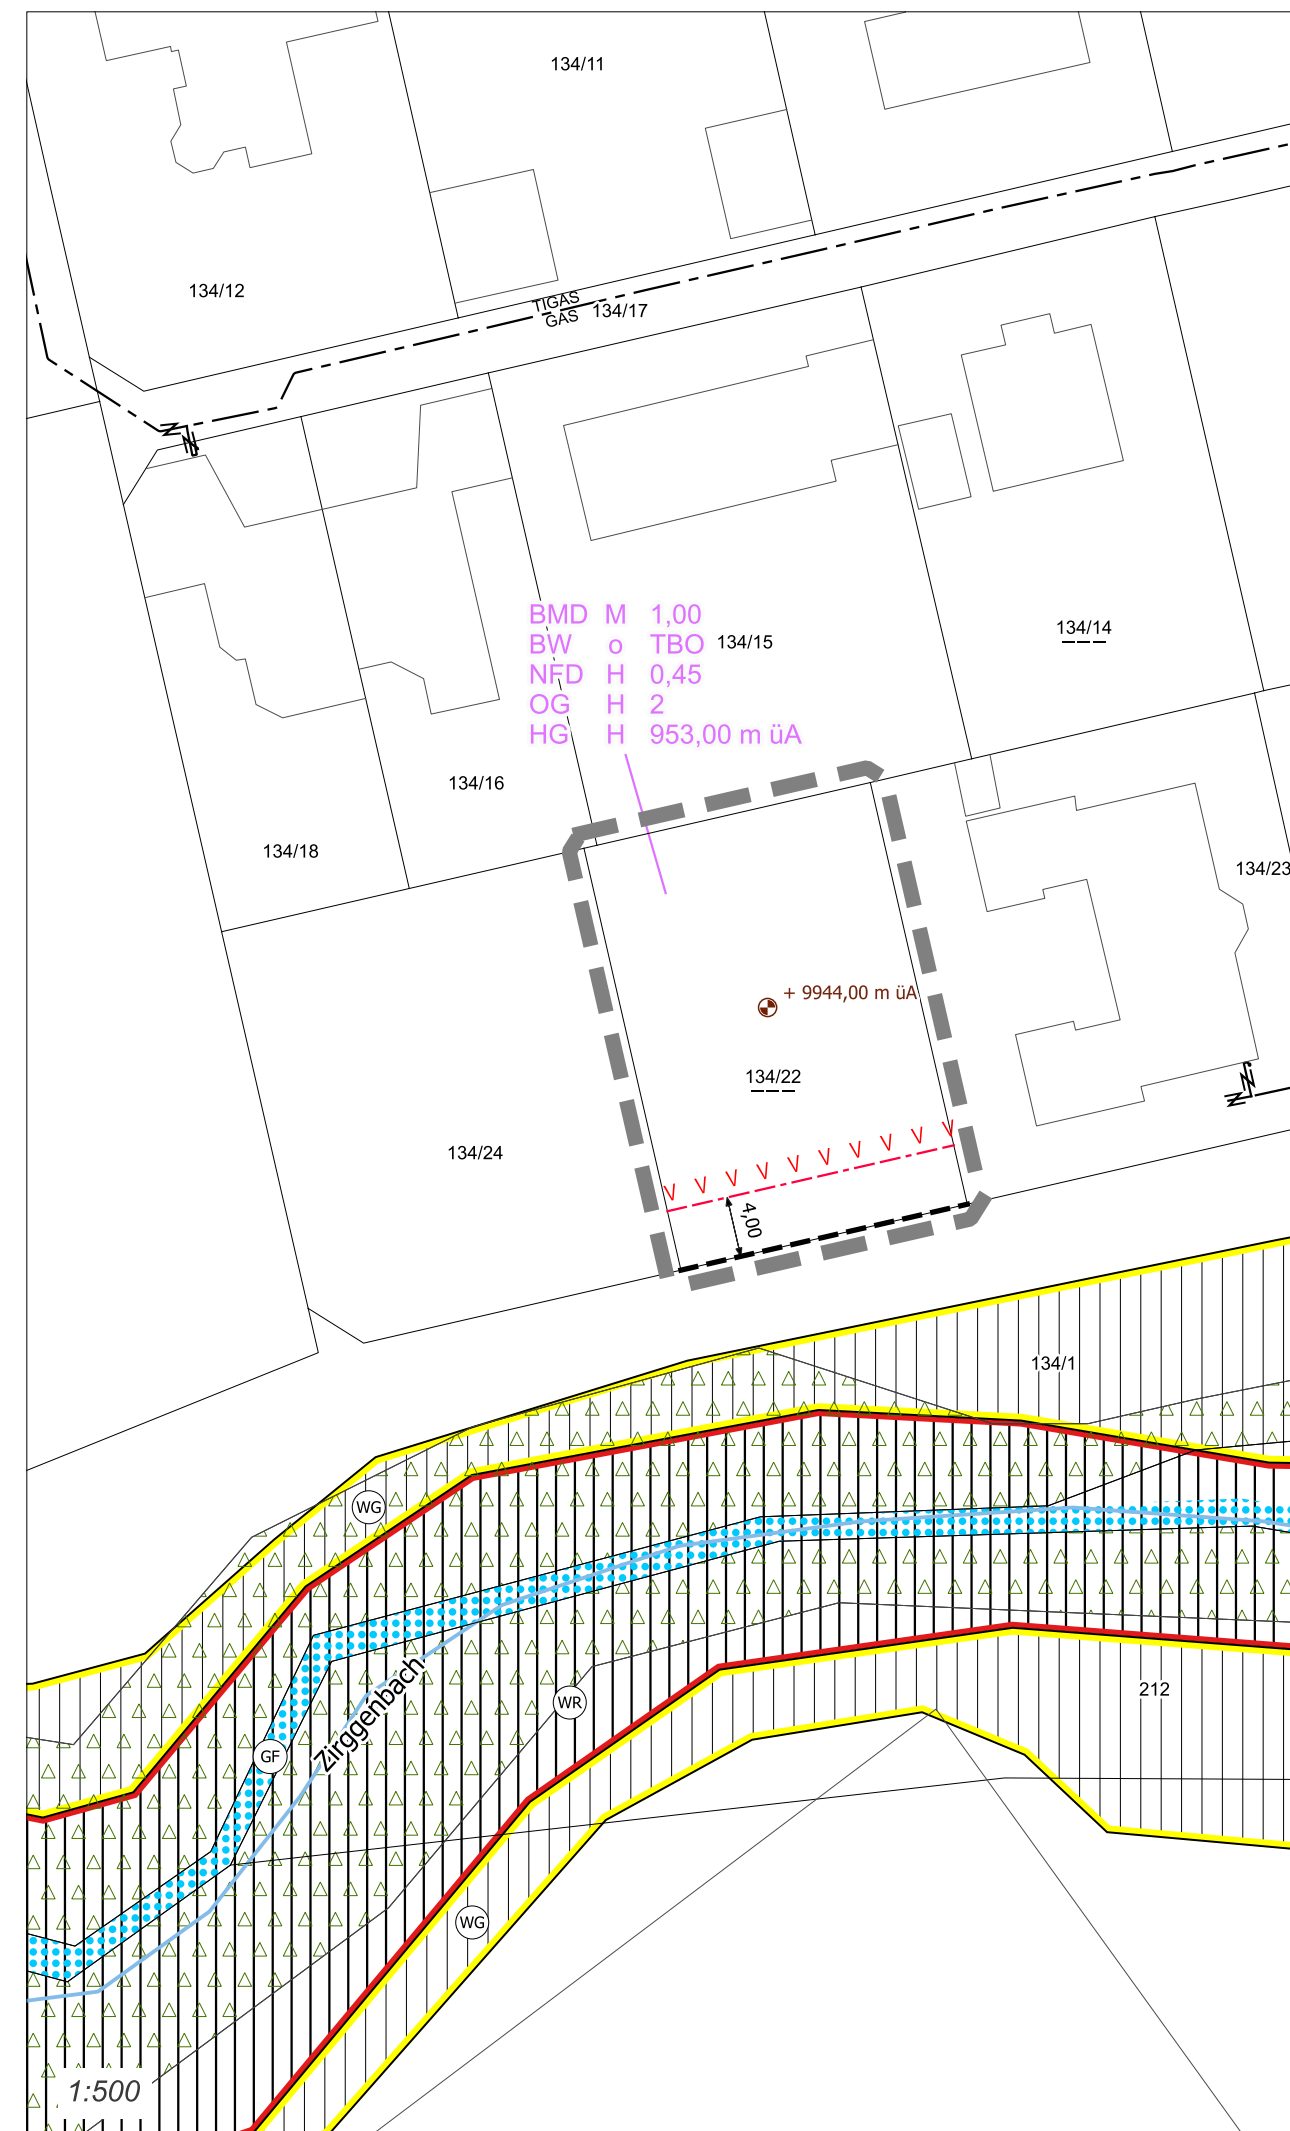 134/11
134/12
TIGAS
GAS
134/17
BMD M 1,00
BW o TBO
NFD H 0,45
OG H 2
HG H 953,00 m üA
134/15
134/14
134/16
134/18
134/23
+ 9944,00 m üA
134/22
134/24
V V V V V V V V V V
4,00
134/1
WG
WR
212
GF
Zirggenbach
WG
1:500